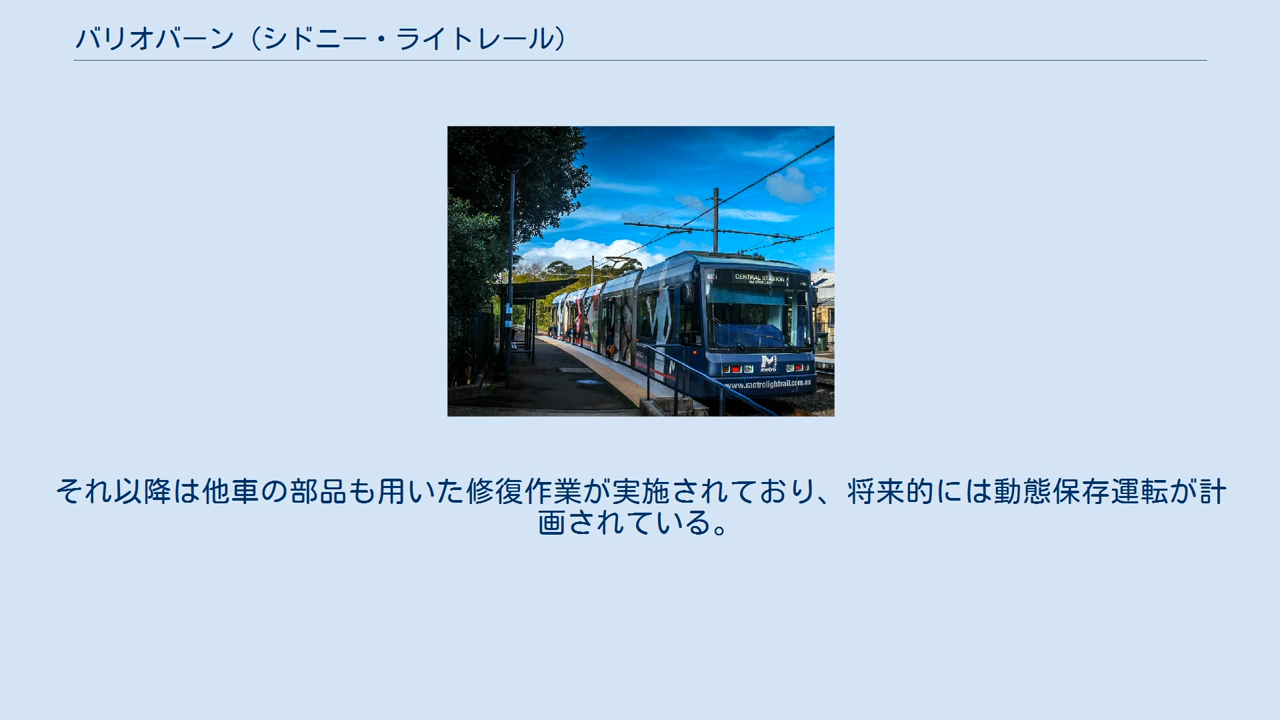 バリオバーン（シドニー・ライトレール）
CENTRAL STATION
metro
www.metrolightrail.com.au
それ以降は他車の部品も用いた修復作業が実施されており、将来的には動態保存運転が計
画されている。